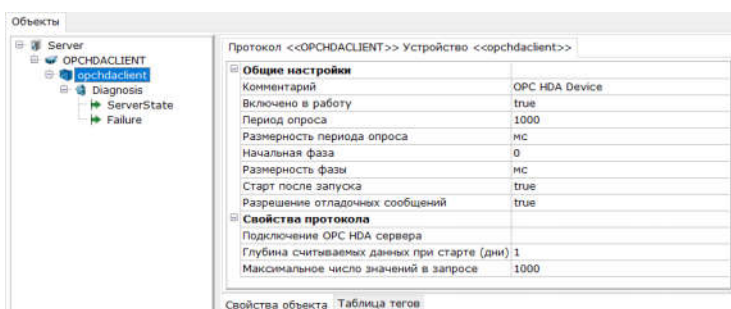 Объекты
Server
OPCHDACLIENT
opchdaclient
Diagnosis
ServerState
Failure
Протокол <<OPCHDACLIENT>> Устройство <<opchdaclient>>
Общие настройки
Комментарий OPC HDA Device
Включено в работу true
Период опроса 1000
Размерность периода опроса мс
Начальная фаза 0
Размерность фазы мс
Старт после запуска true
Разрешение отладочных сообщений true
Свойства протокола
Подключение OPC HDA сервера
Глубина считываемых данных при старте (дни) 1
Максимальное число значений в запросе 1000
Свойства объекта Таблица тегов